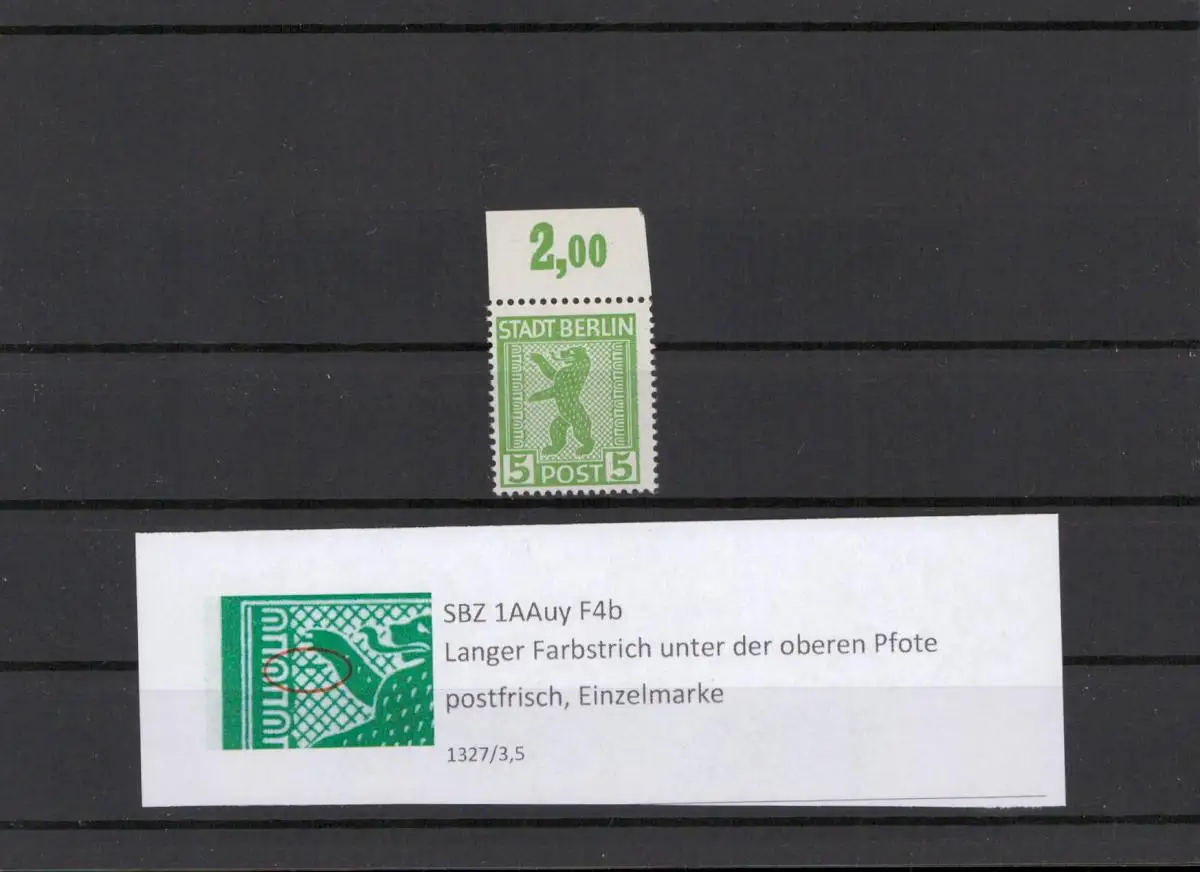 2,00
STADT BERLIN
5 POST 5
SBZ 1AAuy F4b
Langer Farbstrich unter der oberen Pfote
postfrisch, Einzelmarke
1327/3,5